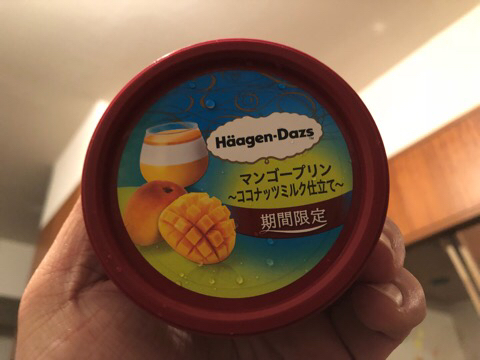 Häagen-Dazs
マンゴープリン
〜ココナッツミルク仕立て〜
期間限定